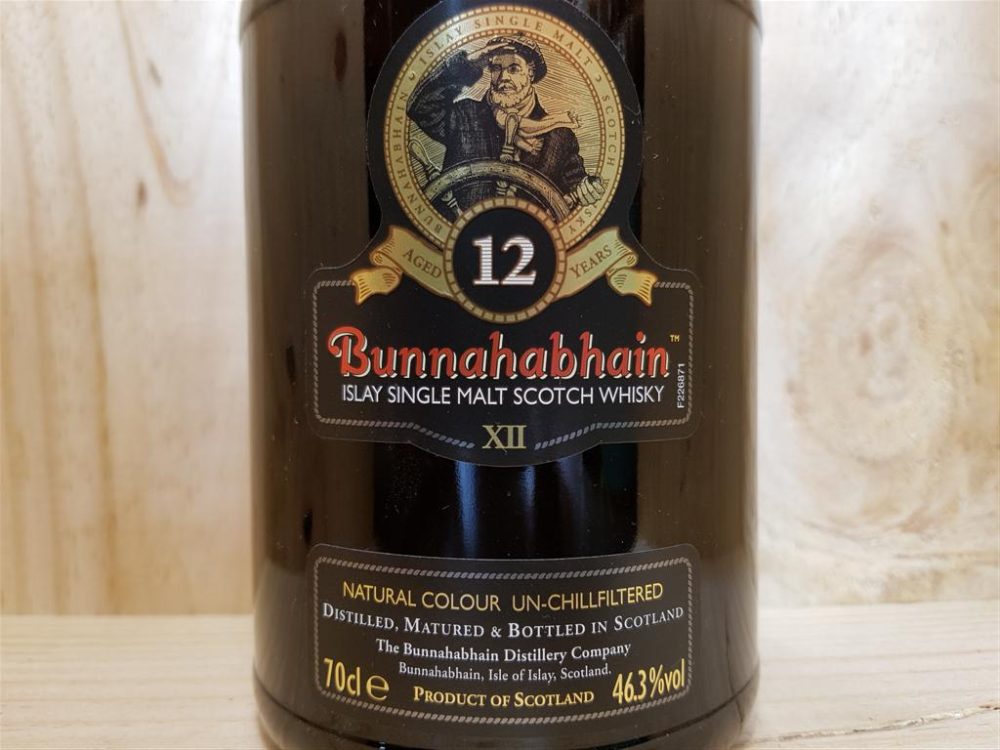 BUNNAHABHAIN • ISLAY SINGLE MALT SCOTCH WHISKY
AGED 12 YEARS
Bunnahabhain™
ISLAY SINGLE MALT SCOTCH WHISKY
F226871
XII
NATURAL COLOUR UN-CHILLFILTERED
DISTILLED, MATURED & BOTTLED IN SCOTLAND
The Bunnahabhain Distillery Company
Bunnahabhain, Isle of Islay, Scotland.
70cl e PRODUCT OF SCOTLAND 46.3%vol